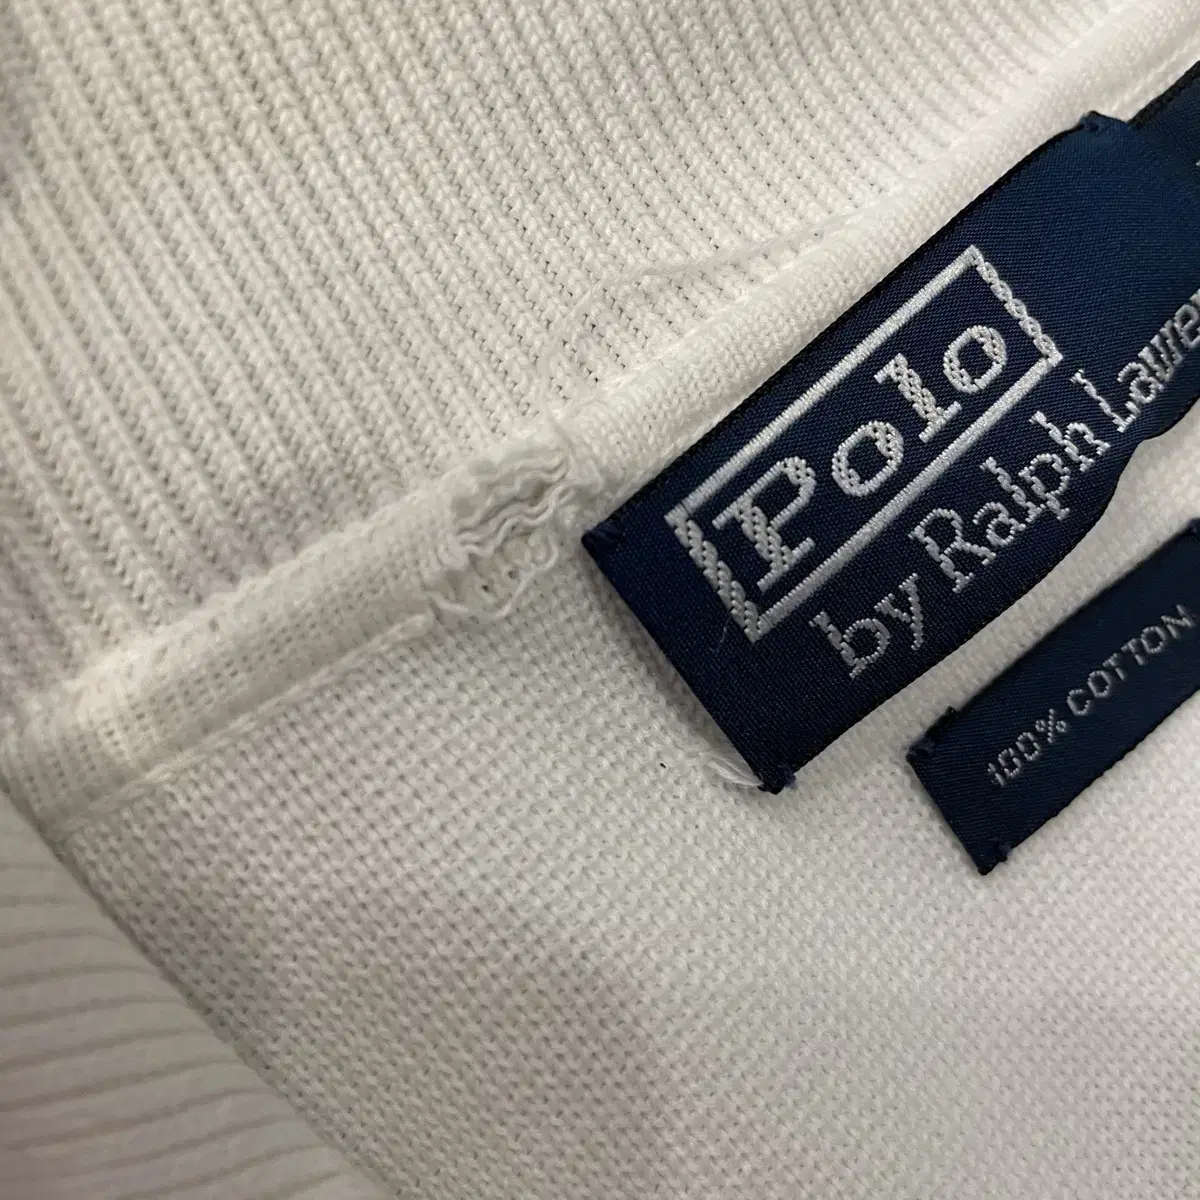 Polo
by Ralph Lauren
100% COTTON